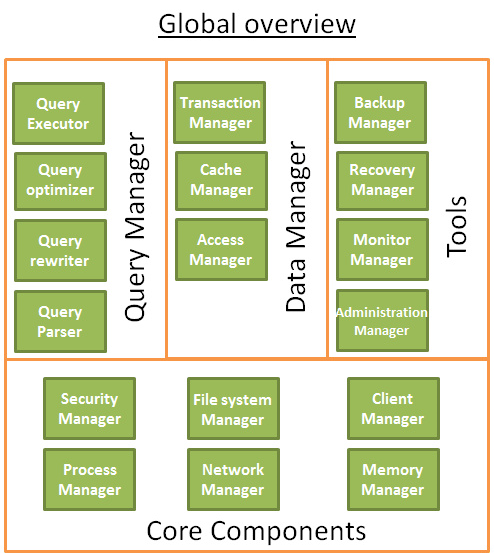 Global overview
Query
Executor
Query
optimizer
Query
rewriter
Query
Parser
Query Manager
Transaction
Manager
Cache
Manager
Access
Manager
Data Manager
Backup
Manager
Recovery
Manager
Monitor
Manager
Administration
Manager
Tools
Security
Manager
File system
Manager
Client
Manager
Process
Manager
Network
Manager
Memory
Manager
Core Components